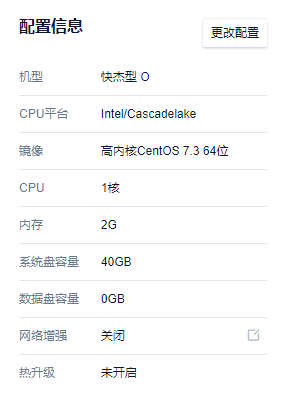 配置信息
更改配置
机型 快杰型 O
CPU平台 Intel/Cascadelake
镜像 高内核CentOS 7.3 64位
CPU 1核
内存 2G
系统盘容量 40GB
数据盘容量 0GB
网络增强 关闭
热升级 未开启